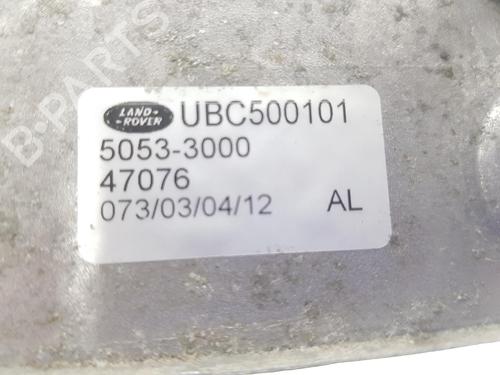 LAND-
-ROVER
UBC500101
5053-3000
47076
073/03/04/12 AL
B-PARTS